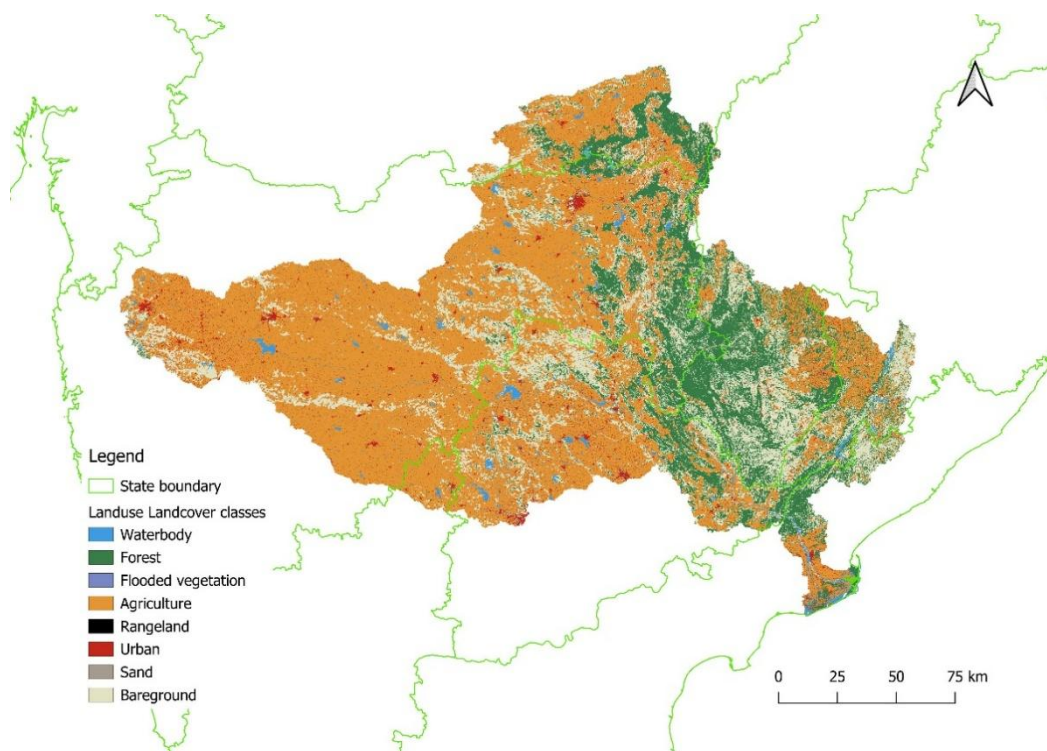 Legend
State boundary
Landuse Landcover classes
Waterbody
Forest
Flooded vegetation
Agriculture
Rangeland
Urban
Sand
Bareground
0 25 50 75 km